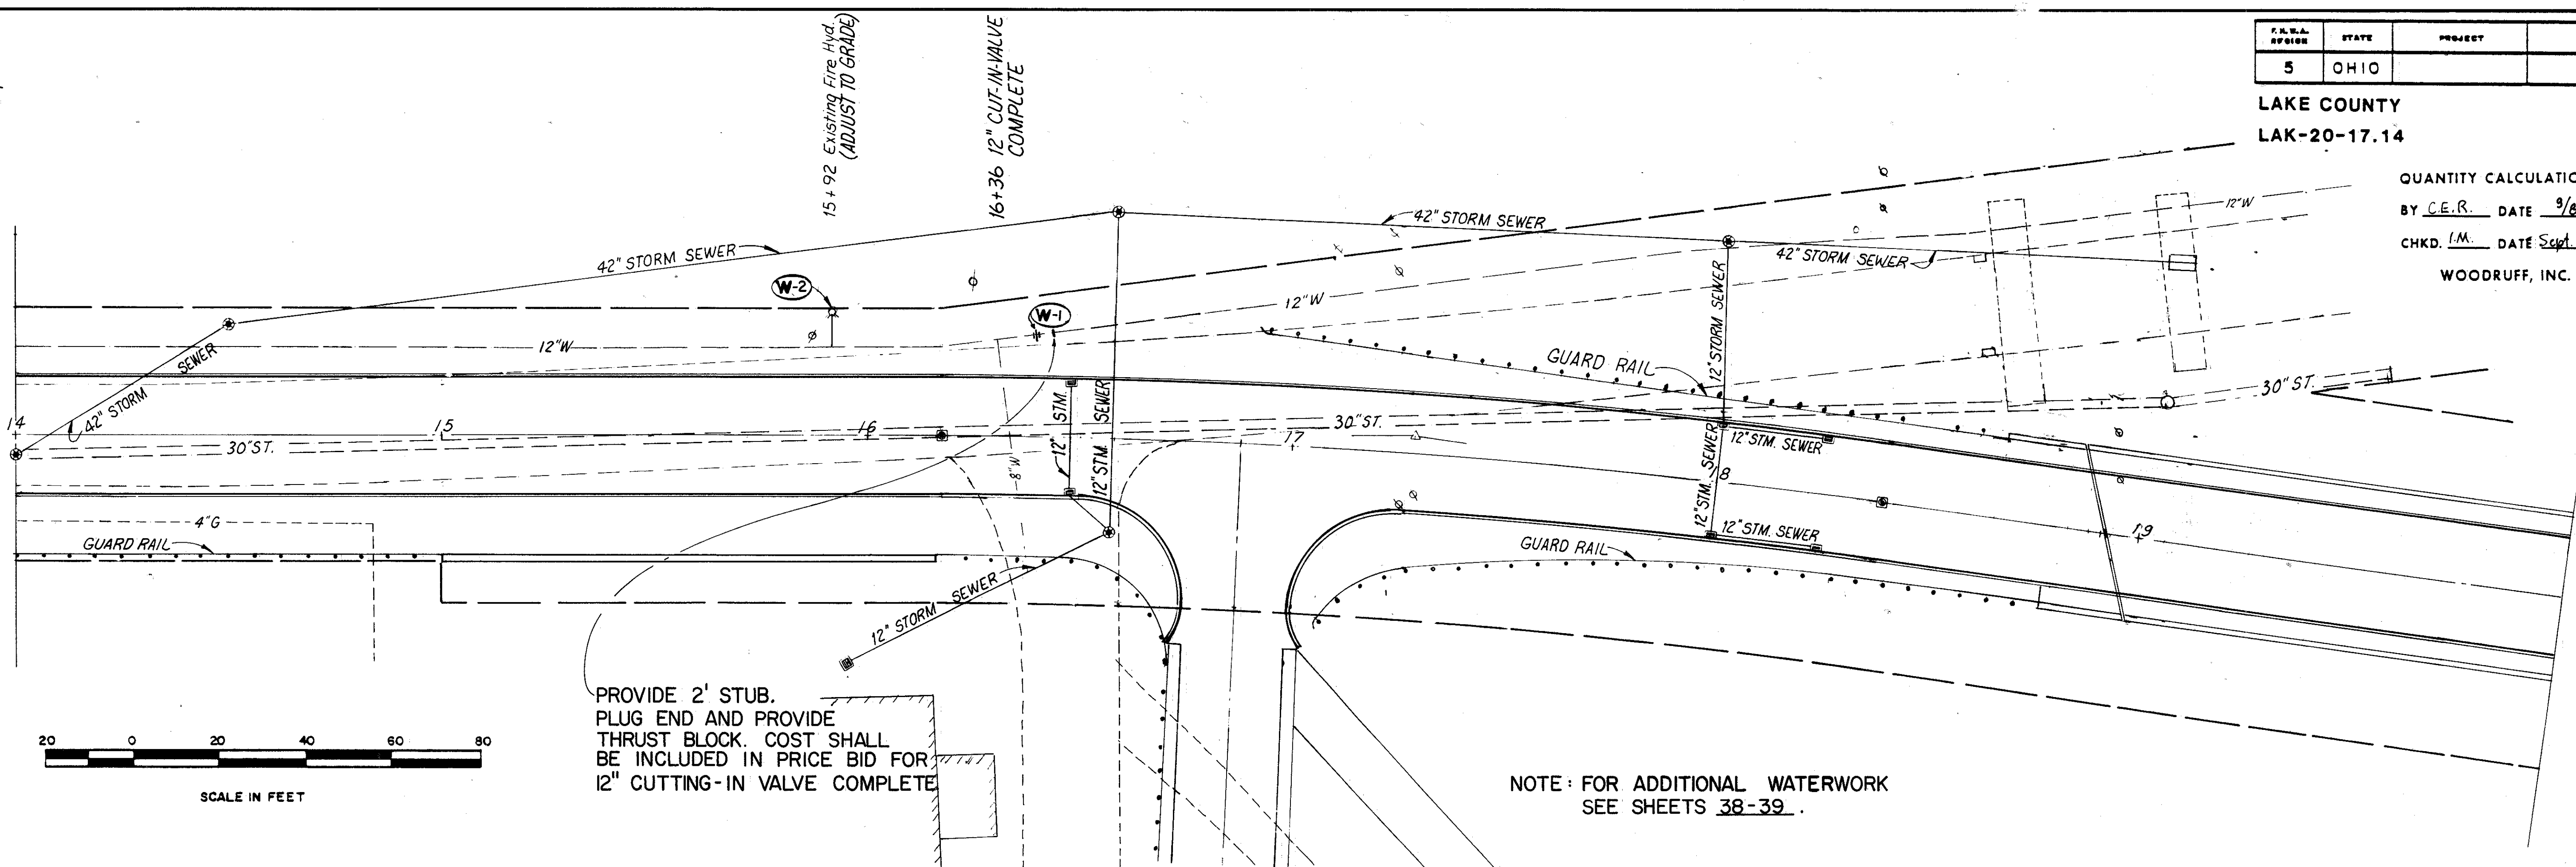 F.H.W.A. REGION STATE PROJECT
5 OHIO
LAKE COUNTY
LAK-20-17.14
QUANTITY CALCULATIO
BY C.E.R. DATE 9/8
CHKD. I.M. DATE Sept.
WOODRUFF, INC.
15+92 Existing Fire Hyd.
(ADJUST TO GRADE)
16+36 12" CUT-IN-VALVE
COMPLETE
42" STORM SEWER
42" STORM SEWER
42" STORM SEWER
12"W
W-2
W-1
12"W
12"W
42" STORM SEWER
GUARD RAIL
12" STORM SEWER
30" ST.
14
15
16
17
18
19
30" ST.
30" ST.
8"W
12" STM.
12" STM. SEWER
12" STM. SEWER
12" STM. SEWER
12" STM. SEWER
4"G
GUARD RAIL
GUARD RAIL
12" STORM SEWER
PROVIDE 2' STUB.
PLUG END AND PROVIDE
THRUST BLOCK. COST SHALL
BE INCLUDED IN PRICE BID FOR
12" CUTTING-IN VALVE COMPLETE
20 0 20 40 60 80
SCALE IN FEET
NOTE: FOR ADDITIONAL WATERWORK
SEE SHEETS 38-39.